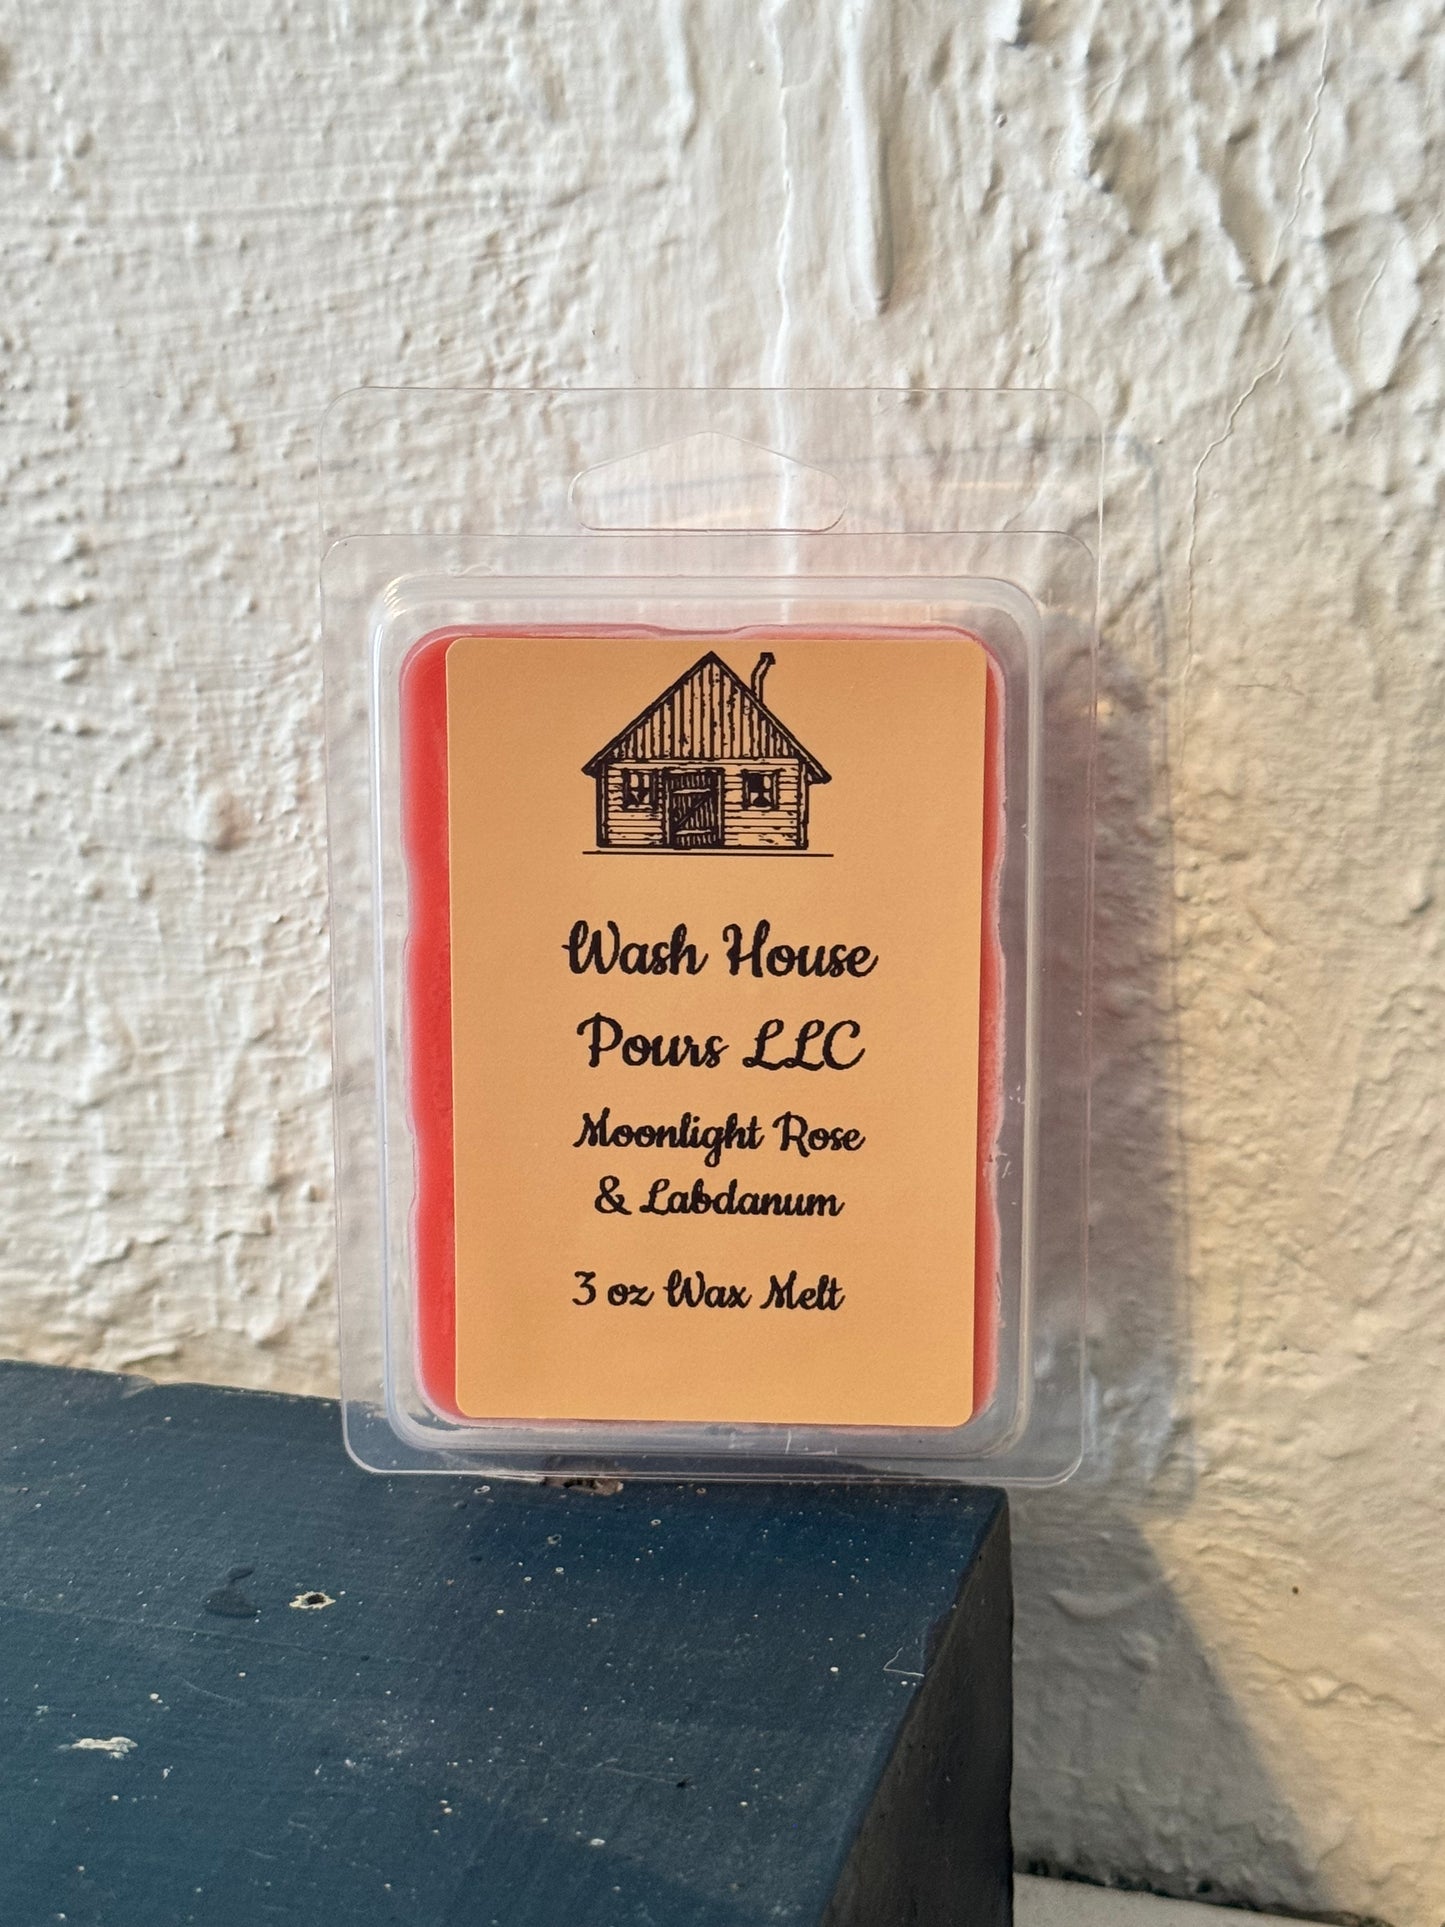 Wash House
Pours LLC
Moonlight Rose
& Labdanum
3 oz Wax Melt